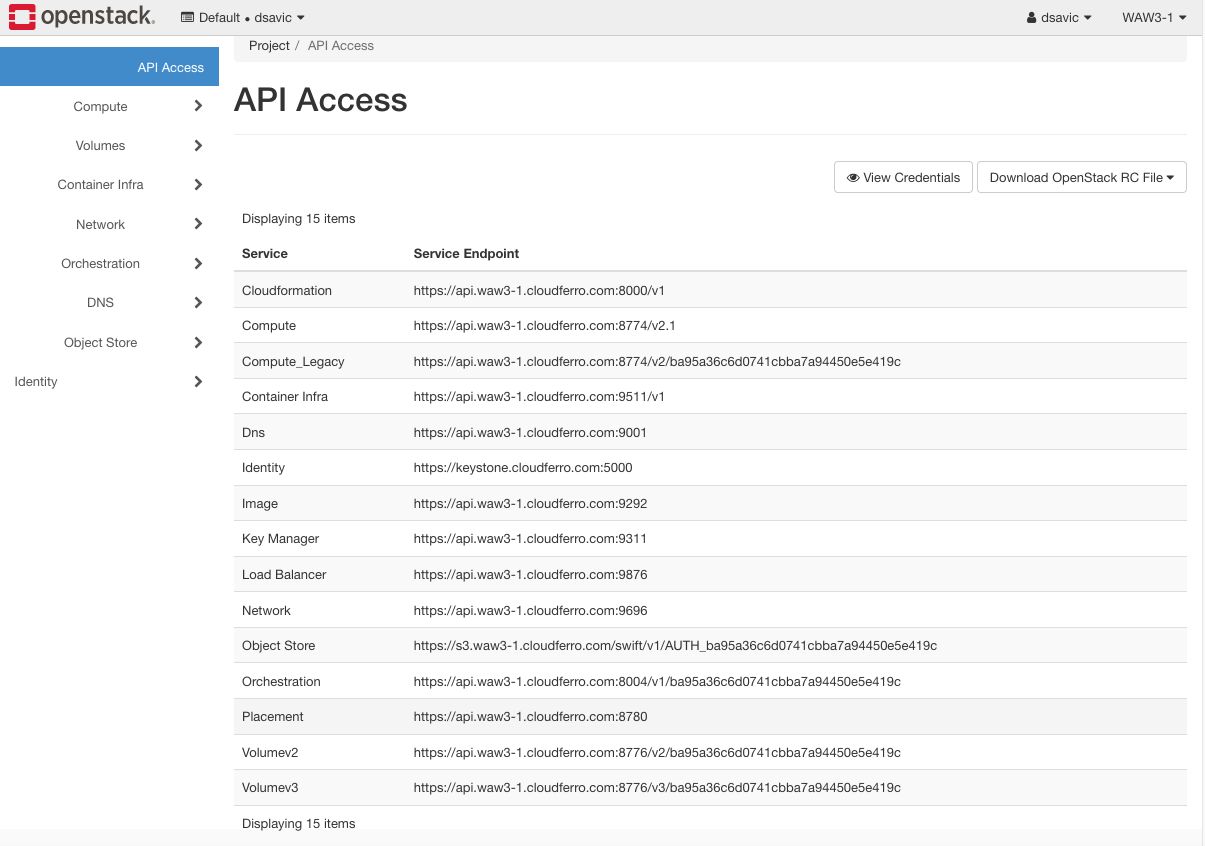 openstack. Default • dsavic dsavic WAW3-1
Project / API Access
API Access
Compute
Volumes
Container Infra
Network
Orchestration
DNS
Object Store
Identity
API Access
View Credentials Download OpenStack RC File
Displaying 15 items
Service Service Endpoint
Cloudformation https://api.waw3-1.cloudferro.com:8000/v1
Compute https://api.waw3-1.cloudferro.com:8774/v2.1
Compute_Legacy https://api.waw3-1.cloudferro.com:8774/v2/ba95a36c6d0741cbba7a94450e5e419c
Container Infra https://api.waw3-1.cloudferro.com:9511/v1
Dns https://api.waw3-1.cloudferro.com:9001
Identity https://keystone.cloudferro.com:5000
Image https://api.waw3-1.cloudferro.com:9292
Key Manager https://api.waw3-1.cloudferro.com:9311
Load Balancer https://api.waw3-1.cloudferro.com:9876
Network https://api.waw3-1.cloudferro.com:9696
Object Store https://s3.waw3-1.cloudferro.com/swift/v1/AUTH_ba95a36c6d0741cbba7a94450e5e419c
Orchestration https://api.waw3-1.cloudferro.com:8004/v1/ba95a36c6d0741cbba7a94450e5e419c
Placement https://api.waw3-1.cloudferro.com:8780
Volumev2 https://api.waw3-1.cloudferro.com:8776/v2/ba95a36c6d0741cbba7a94450e5e419c
Volumev3 https://api.waw3-1.cloudferro.com:8776/v3/ba95a36c6d0741cbba7a94450e5e419c
Displaying 15 items